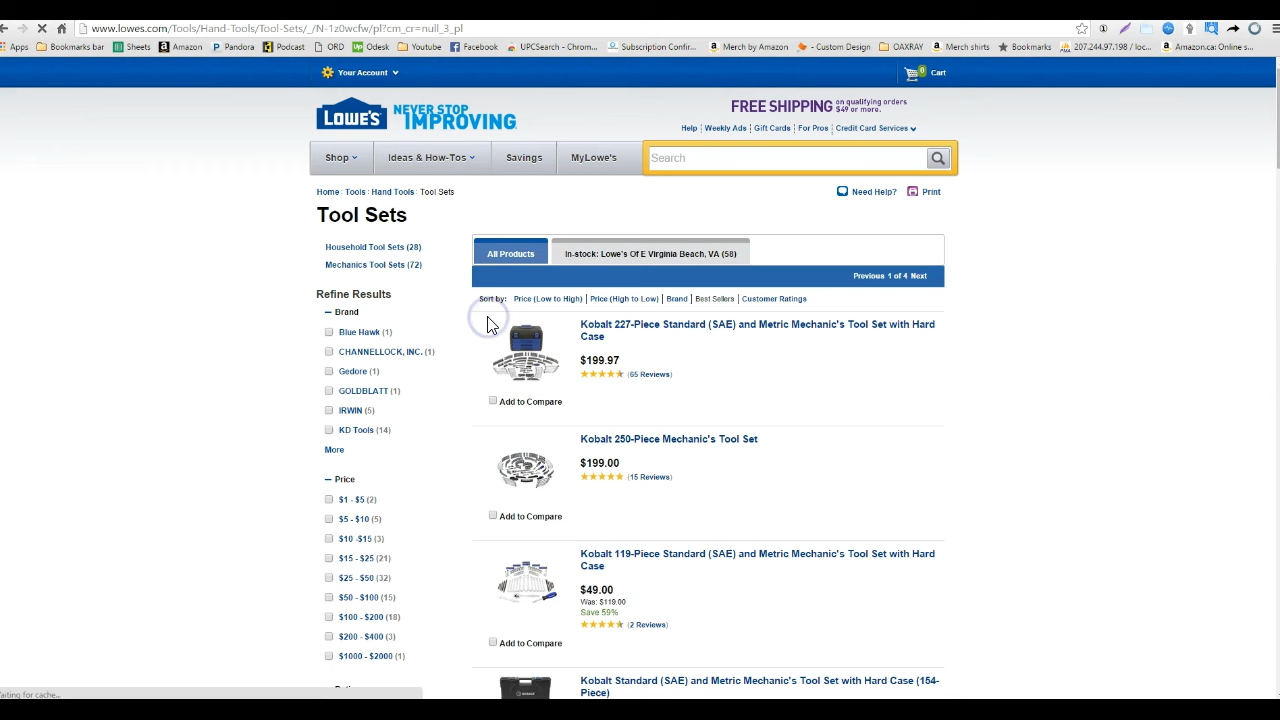 www.lowes.com/Tools/Hand-Tools/Tool-Sets/_/N-1z0wcfw/pl?cm_cr=null_3_pl
Apps Bookmarks bar Sheets Amazon Pandora Podcast ORD Odesk Youtube Facebook UPCSearch - Chrom... Subscription Confir... Merch by Amazon - Custom Design OAXRAY Merch shirts Bookmarks 207.244.97.198 / loc... Amazon.ca: Online s...
Your Account
0 Cart
LOWE'S NEVER STOP IMPROVING
FREE SHIPPING on qualifying orders $49 or more.
Help Weekly Ads Gift Cards For Pros Credit Card Services
Shop Ideas & How-Tos Savings MyLowe's Search
Home Tools Hand Tools Tool Sets
Need Help? Print
Tool Sets
Household Tool Sets (28)
Mechanics Tool Sets (72)
Refine Results
Brand
Blue Hawk (1)
CHANNELLOCK, INC. (1)
Gedore (1)
GOLDBLATT (1)
IRWIN (5)
KD Tools (14)
More
Price
$1 - $5 (2)
$5 - $10 (5)
$10 -$15 (3)
$15 - $25 (21)
$25 - $50 (32)
$50 - $100 (15)
$100 - $200 (18)
$200 - $400 (3)
$1000 - $2000 (1)
All Products In-stock: Lowe's Of E Virginia Beach, VA (58)
Previous 1 of 4 Next
Sort by: Price (Low to High) Price (High to Low) Brand Best Sellers Customer Ratings
Kobalt 227-Piece Standard (SAE) and Metric Mechanic's Tool Set with Hard
Case
$199.97
(65 Reviews)
Add to Compare
Kobalt 250-Piece Mechanic's Tool Set
$199.00
(15 Reviews)
Add to Compare
Kobalt 119-Piece Standard (SAE) and Metric Mechanic's Tool Set with Hard
Case
$49.00
Was: $119.00
Save 59%
(2 Reviews)
Add to Compare
Kobalt Standard (SAE) and Metric Mechanic's Tool Set with Hard Case (154-
Piece)
Waiting for cache...